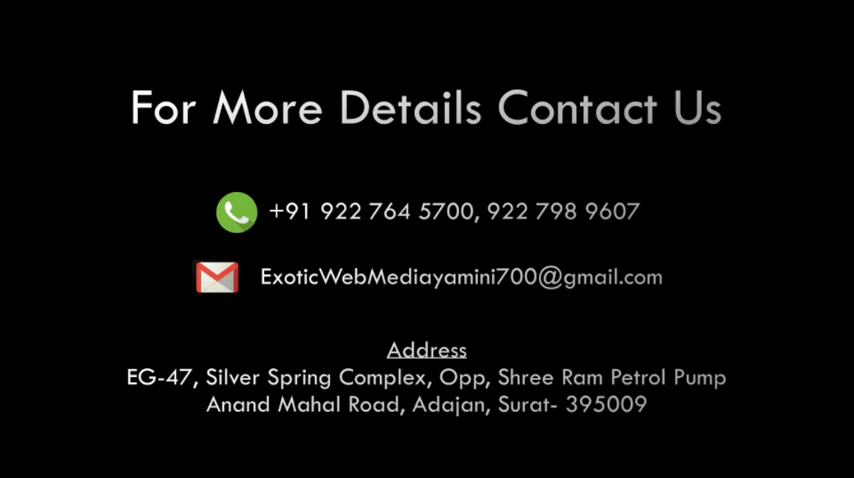 For More Details Contact Us
+91 922 764 5700, 922 798 9607
ExoticWebMediayamini700@gmail.com
Address
EG-47, Silver Spring Complex, Opp, Shree Ram Petrol Pump
Anand Mahal Road, Adajan, Surat- 395009